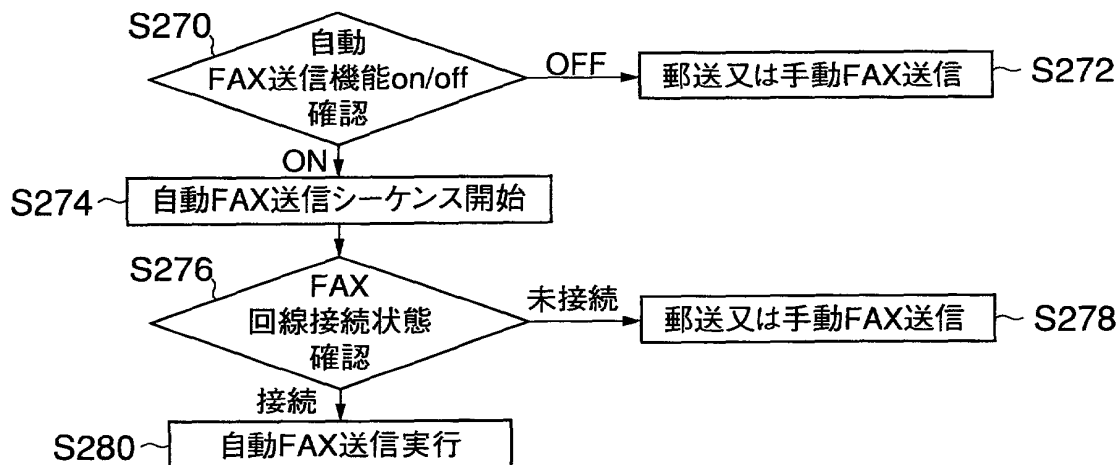 S270
自動
FAX送信機能on/off
確認
OFF
郵送又は手動FAX送信
S272
ON
S274
自動FAX送信シーケンス開始
S276
FAX
回線接続状態
確認
未接続
郵送又は手動FAX送信
S278
接続
S280
自動FAX送信実行